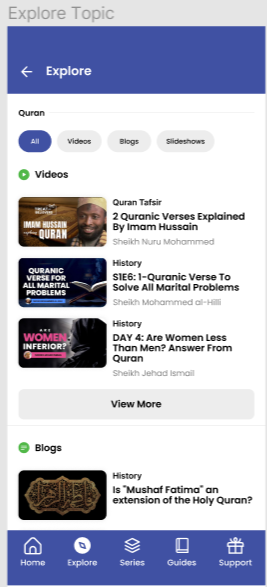 Explore Topic
Explore
Quran
All
Videos
Blogs
Slideshows
Videos
IMAM HUSSAIN
QURAN
Quran Tafsir
2 Quranic Verses Explained
By Imam Hussain
Sheikh Nuru Mohammed
QURANIC
VERSE FOR
ALL MARITAL
PROBLEMS
History
S1E6: 1-Quranic Verse To
Solve All Marital Problems
Sheikh Mohammed al-Hilli
ARE
WOMEN
INFERIOR?
History
DAY 4: Are Women Less
Than Men? Answer From
Quran
Sheikh Jehad Ismail
View More
Blogs
History
Is "Mushaf Fatima" an
extension of the Holy Quran?
Home
Explore
Series
Guides
Support